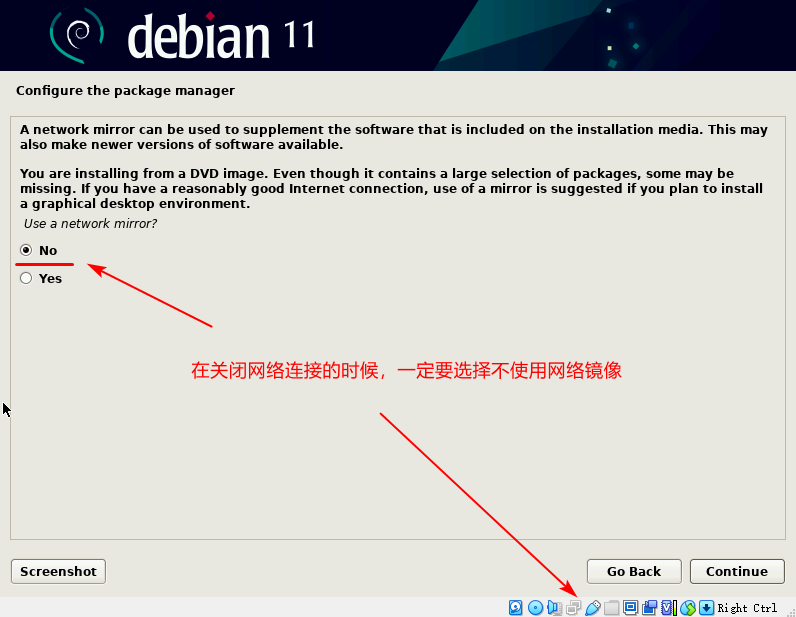 debian 11
Configure the package manager
A network mirror can be used to supplement the software that is included on the installation media. This may
also make newer versions of software available.
You are installing from a DVD image. Even though it contains a large selection of packages, some may be
missing. If you have a reasonably good Internet connection, use of a mirror is suggested if you plan to install
a graphical desktop environment.
Use a network mirror?
No
Yes
在关闭网络连接的时候，一定要选择不使用网络镜像
Screenshot
Go Back
Continue
Right Ctrl